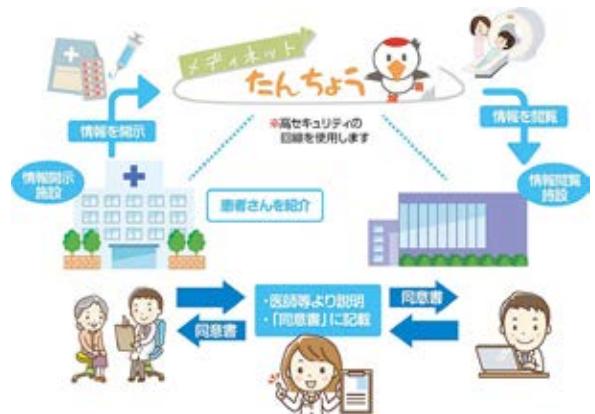 メディネット
たんちょう
※高セキュリティの
回線を使用します
情報を開示
情報を閲覧
情報開示
施設
情報閲覧
施設
患者さんを紹介
・医師等より説明
・「同意書」に記載
同意書
同意書